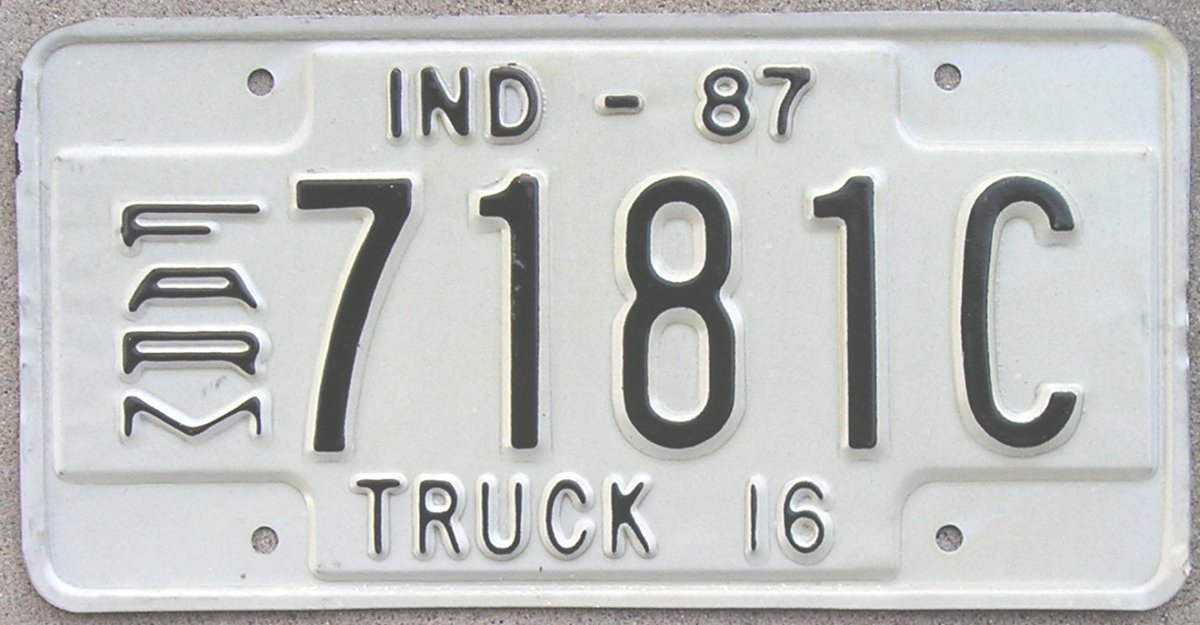 IND - 87
FARM
7181C
TRUCK 16